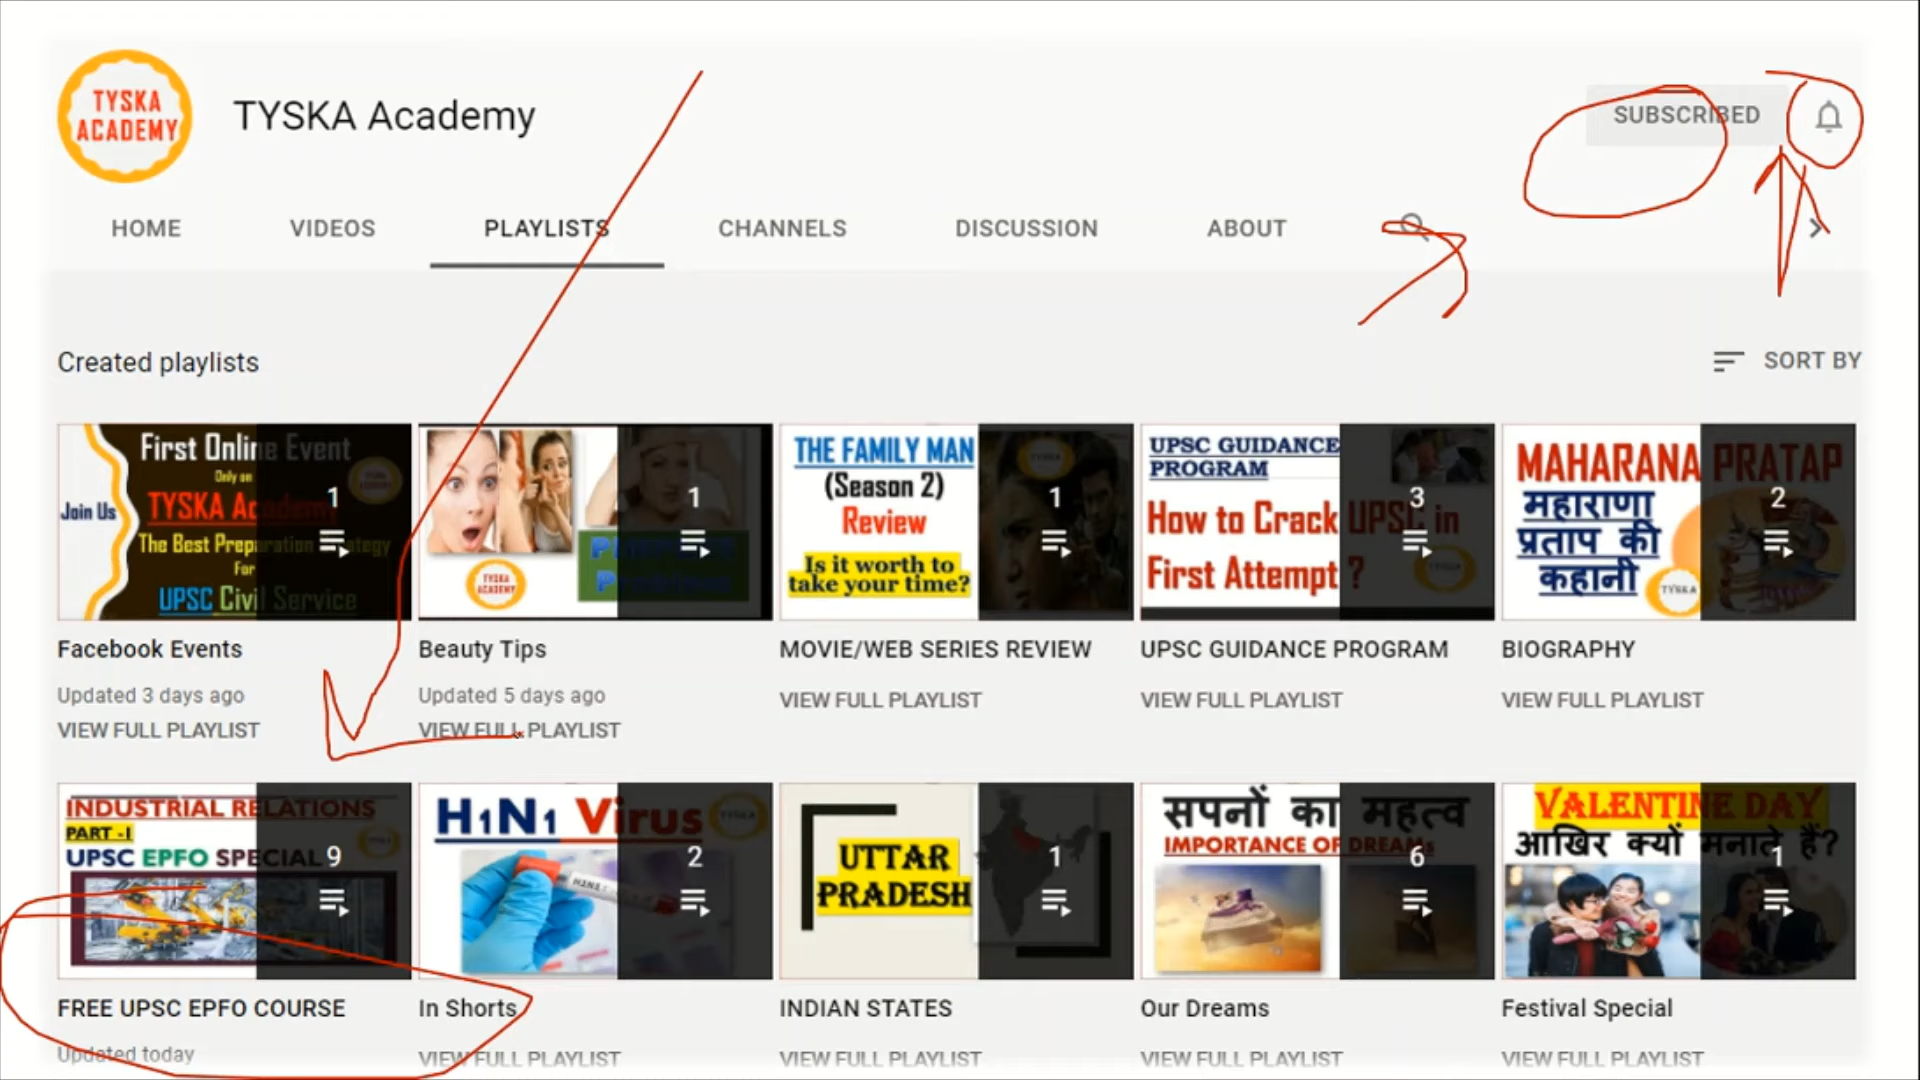 TYSKA
ACADEMY
TYSKA Academy
SUBSCRIBED
HOME VIDEOS PLAYLISTS CHANNELS DISCUSSION ABOUT
Created playlists
SORT BY
First Online Event
Only on
Join Us
TYSKA Academy
The Best Preparation Strategy
For
UPSC Civil Service
1
Facebook Events
Updated 3 days ago
VIEW FULL PLAYLIST
TYSKA
ACADEMY
1
Beauty Tips
Updated 5 days ago
VIEW FULL PLAYLIST
THE FAMILY MAN
(Season 2)
Review
Is it worth to
take your time?
1
MOVIE/WEB SERIES REVIEW
VIEW FULL PLAYLIST
UPSC GUIDANCE
PROGRAM
How to Crack UPSC in
First Attempt ?
3
UPSC GUIDANCE PROGRAM
VIEW FULL PLAYLIST
MAHARANA PRATAP
महाराणा
प्रताप की
कहानी
TYSKA
2
BIOGRAPHY
VIEW FULL PLAYLIST
INDUSTRIAL RELATIONS
PART -I
UPSC EPFO SPECIAL
9
FREE UPSC EPFO COURSE
Updated today
H1N1 Virus
2
In Shorts
VIEW FULL PLAYLIST
UTTAR
PRADESH
1
INDIAN STATES
VIEW FULL PLAYLIST
सपनों का महत्व
IMPORTANCE OF DREAMS
6
Our Dreams
VIEW FULL PLAYLIST
VALENTINE DAY
आखिर क्यों मनाते हैं?
1
Festival Special
VIEW FULL PLAYLIST